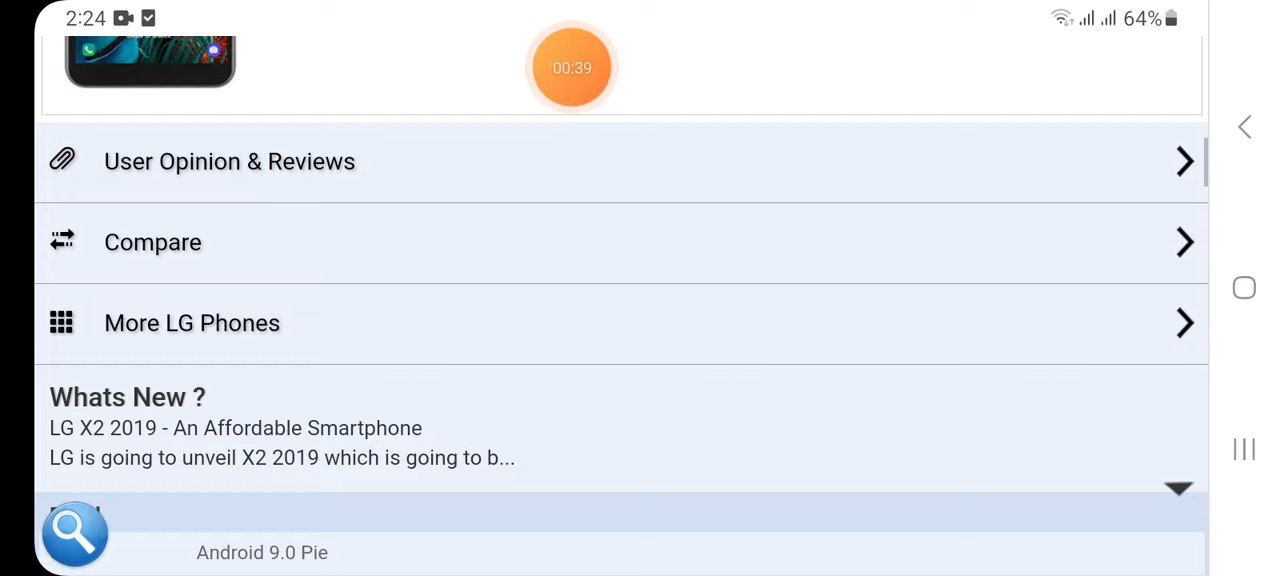 2:24
64%
00:39
User Opinion & Reviews
Compare
More LG Phones
Whats New ?
LG X2 2019 - An Affordable Smartphone
LG is going to unveil X2 2019 which is going to b...
Android 9.0 Pie